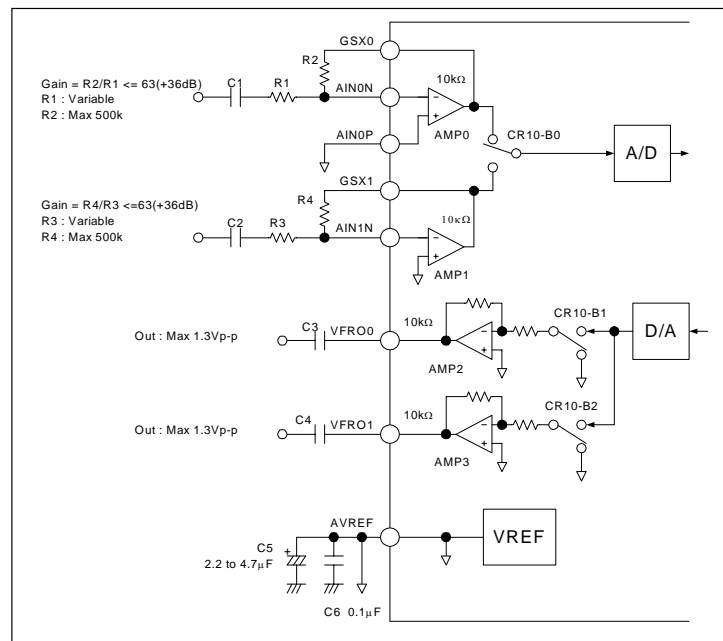 GSX0
R2
10kΩ
Gain = R2/R1 <= 63(+36dB)
R1 : Variable
R2 : Max 500k
C1
R1
AIN0N
AIN0P
AMP0
CR10-B0
A/D
GSX1
Gain = R4/R3 <=63(+36dB)
R3 : Variable
R4 : Max 500k
R4
C2
R3
AIN1N
10κΩ
AMP1
CR10-B1
Out : Max 1.3Vp-p
C3
VFRO0
10kΩ
D/A
AMP2
CR10-B2
Out : Max 1.3Vp-p
C4
VFRO1
10kΩ
AMP3
AVREF
VREF
C5
+
2.2 to 4.7μF
C6 0.1μF